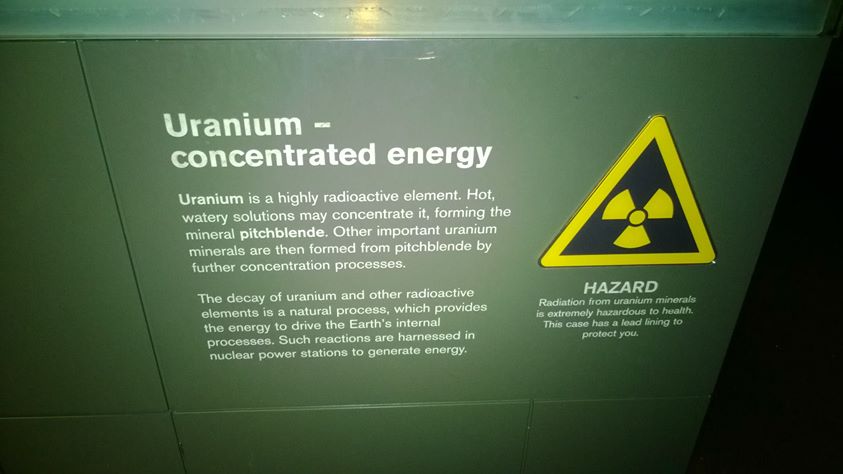 Uranium –
concentrated energy
Uranium is a highly radioactive element. Hot,
watery solutions may concentrate it, forming the
mineral pitchblende. Other important uranium
minerals are then formed from pitchblende by
further concentration processes.
The decay of uranium and other radioactive
elements is a natural process, which provides
the energy to drive the Earth's internal
processes. Such reactions are harnessed in
nuclear power stations to generate energy.
HAZARD
Radiation from uranium minerals
is extremely hazardous to health.
This case has a lead lining to
protect you.